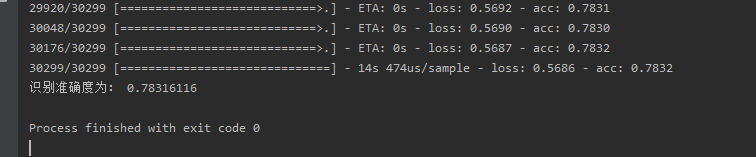 29920/30299 [============================>.] - ETA: 0s - loss: 0.5692 - acc: 0.7831
30048/30299 [============================>.] - ETA: 0s - loss: 0.5690 - acc: 0.7830
30176/30299 [============================>.] - ETA: 0s - loss: 0.5687 - acc: 0.7832
30299/30299 [==============================] - 14s 474us/sample - loss: 0.5686 - acc: 0.7832
识别准确度为： 0.78316116
Process finished with exit code 0